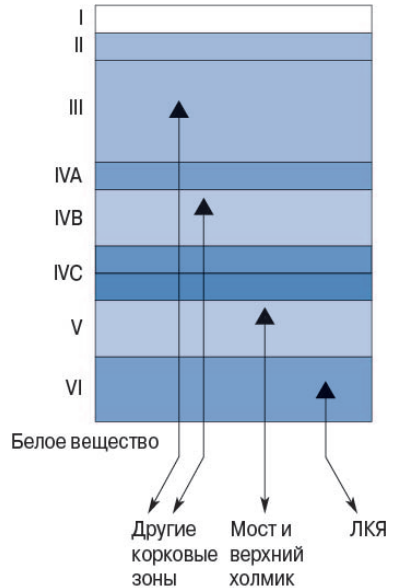 I
II
III
IVA
IVB
IVC
V
VI
Белое вещество
Другие
корковые
зоны
Мост и
верхний
холмик
ЛКЯ